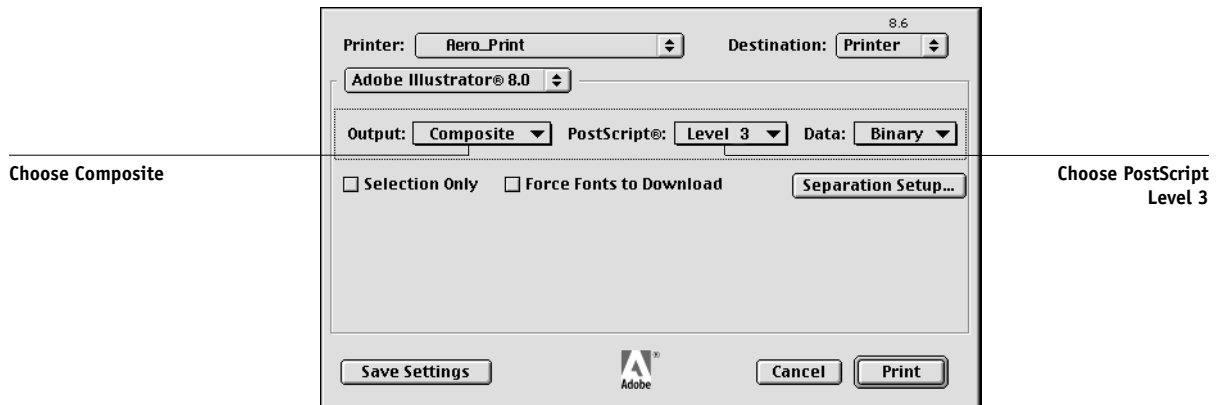 8.6
Printer: Aero_Print Destination: Printer
Adobe Illustrator® 8.0
Output: Composite PostScript®: Level 3 Data: Binary
Choose Composite
Choose PostScript
Level 3
Selection Only Force Fonts to Download Separation Setup...
Save Settings Adobe ® Cancel Print